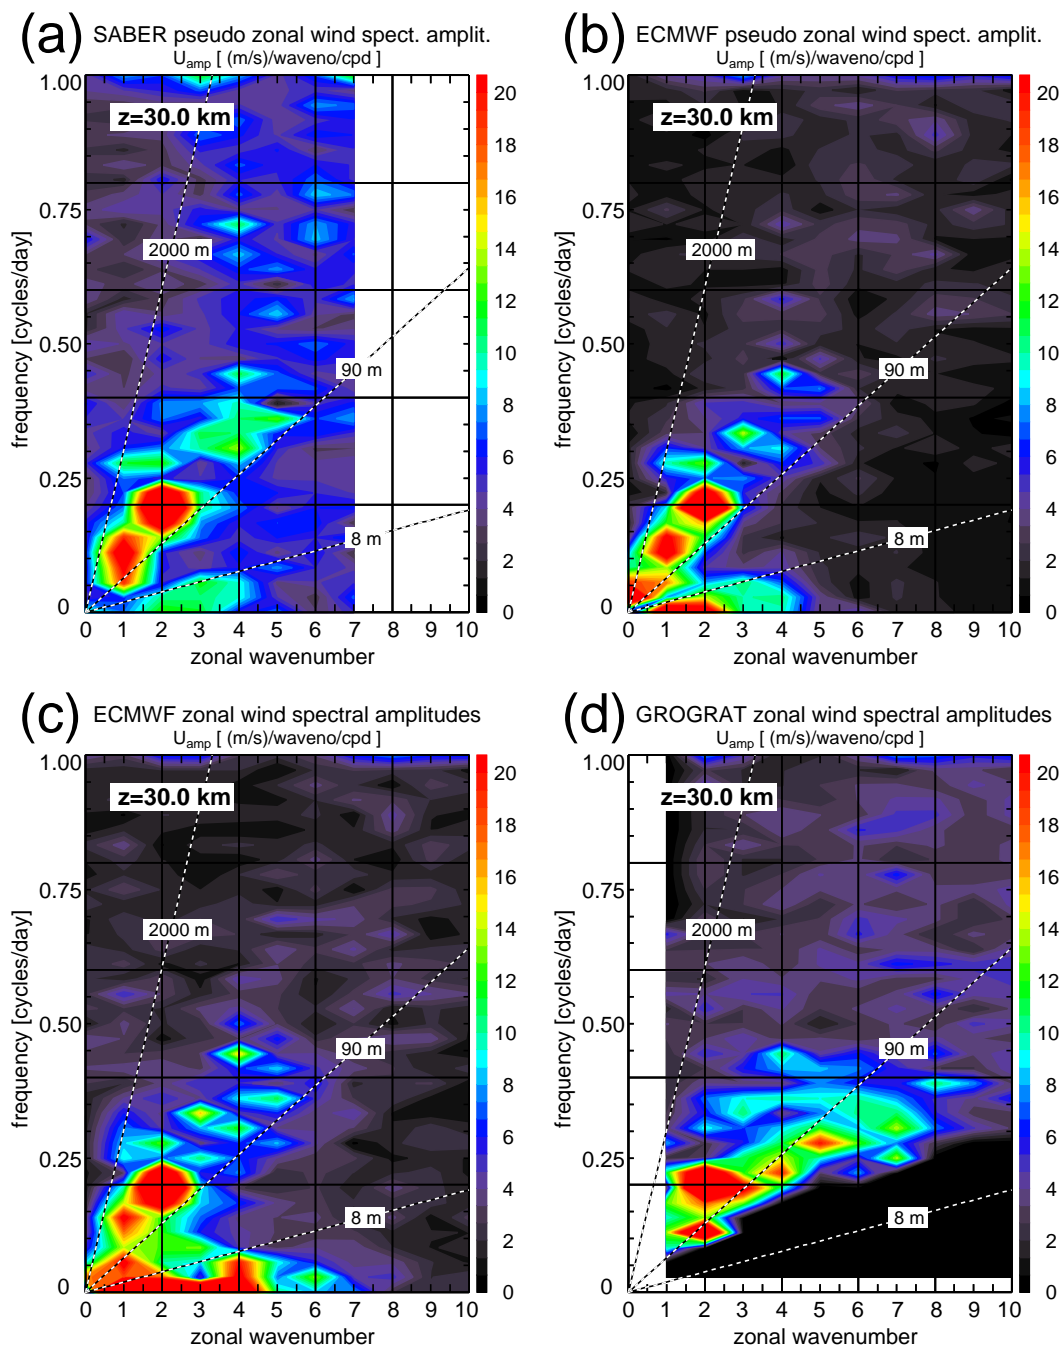 (a) SABER pseudo zonal wind spect. amplit.
U_amp [ (m/s)/waveno/cpd ]
z=30.0 km
2000 m
90 m
8 m
1.00
0.75
0.50
0.25
0
frequency [cycles/day]
0 1 2 3 4 5 6 7 8 9 10
zonal wavenumber
20
18
16
14
12
10
8
6
4
2
0
(b) ECMWF pseudo zonal wind spect. amplit.
U_amp [ (m/s)/waveno/cpd ]
z=30.0 km
2000 m
90 m
8 m
1.00
0.75
0.50
0.25
0
frequency [cycles/day]
0 1 2 3 4 5 6 7 8 9 10
zonal wavenumber
20
18
16
14
12
10
8
6
4
2
0
(c) ECMWF zonal wind spectral amplitudes
U_amp [ (m/s)/waveno/cpd ]
z=30.0 km
2000 m
90 m
8 m
1.00
0.75
0.50
0.25
0
frequency [cycles/day]
0 1 2 3 4 5 6 7 8 9 10
zonal wavenumber
20
18
16
14
12
10
8
6
4
2
0
(d) GROGRAT zonal wind spectral amplitudes
U_amp [ (m/s)/waveno/cpd ]
z=30.0 km
2000 m
90 m
8 m
1.00
0.75
0.50
0.25
0
frequency [cycles/day]
0 1 2 3 4 5 6 7 8 9 10
zonal wavenumber
20
18
16
14
12
10
8
6
4
2
0